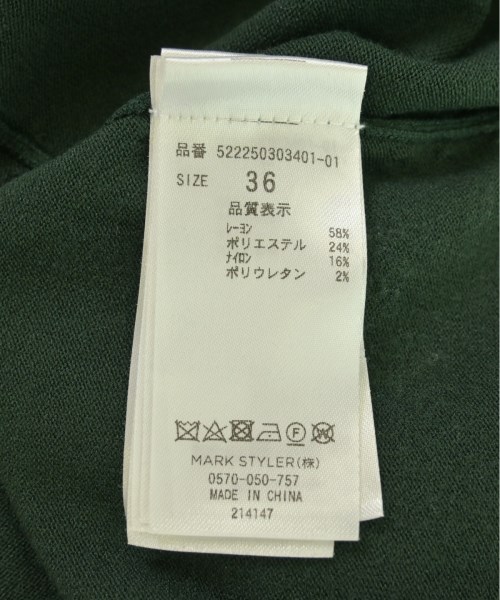 品番 522250303401-01
SIZE 36
品質表示
レーヨン 58%
ポリエステル 24%
ナイロン 16%
ポリウレタン 2%
MARK STYLER(株)
0570-050-757
MADE IN CHINA
214147